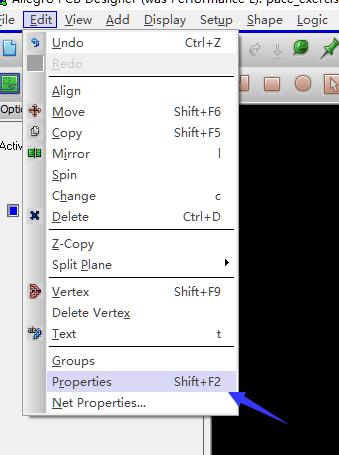 Allegro PCB Designer (was Performance L): pace_exercis
File Edit View Add Display Setup Shape Logic
Opti
Activ
Undo Ctrl+Z
Redo
Align
Move Shift+F6
Copy Shift+F5
Mirror l
Spin
Change c
Delete Ctrl+D
Z-Copy
Split Plane
Vertex Shift+F9
Delete Vertex
Text t
Groups
Properties Shift+F2
Net Properties...